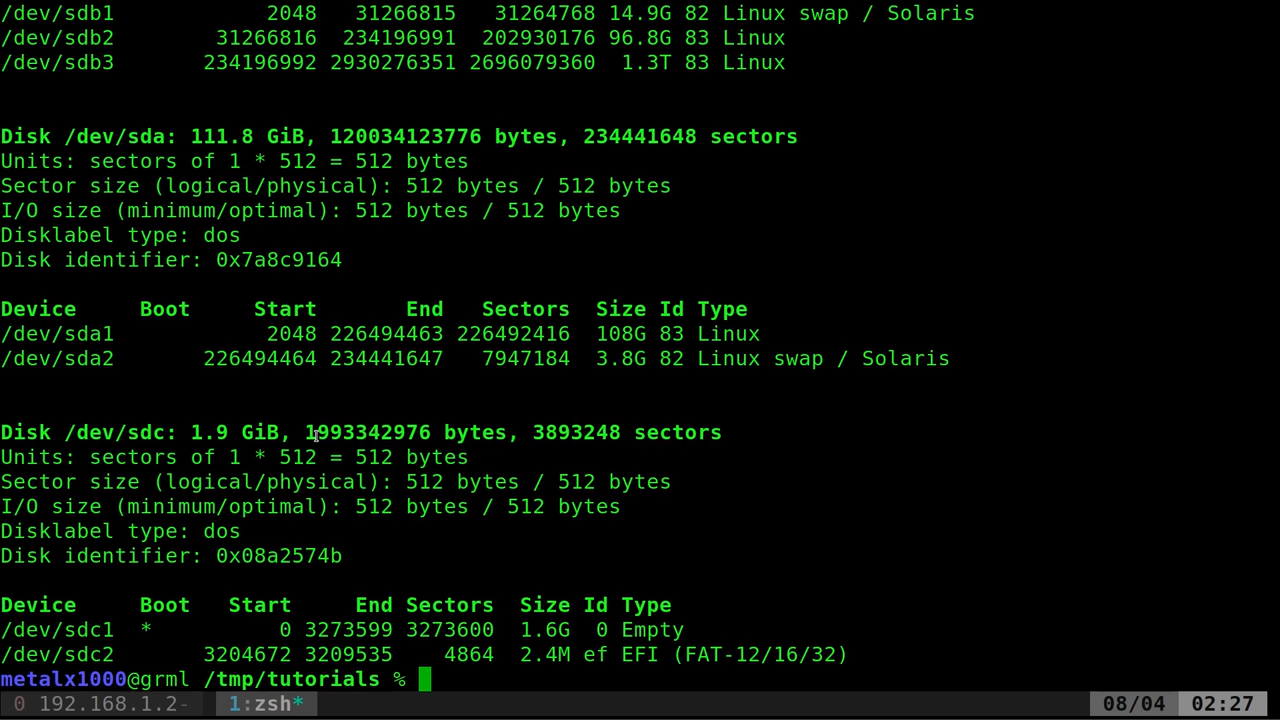 /dev/sdb1            2048   31266815   31264768 14.9G 82 Linux swap / Solaris
/dev/sdb2        31266816  234196991  202930176 96.8G 83 Linux
/dev/sdb3       234196992 2930276351 2696079360  1.3T 83 Linux
Disk /dev/sda: 111.8 GiB, 120034123776 bytes, 234441648 sectors
Units: sectors of 1 * 512 = 512 bytes
Sector size (logical/physical): 512 bytes / 512 bytes
I/O size (minimum/optimal): 512 bytes / 512 bytes
Disklabel type: dos
Disk identifier: 0x7a8c9164
Device     Boot     Start       End   Sectors  Size Id Type
/dev/sda1            2048 226494463 226492416  108G 83 Linux
/dev/sda2       226494464 234441647   7947184  3.8G 82 Linux swap / Solaris
Disk /dev/sdc: 1.9 GiB, 1993342976 bytes, 3893248 sectors
Units: sectors of 1 * 512 = 512 bytes
Sector size (logical/physical): 512 bytes / 512 bytes
I/O size (minimum/optimal): 512 bytes / 512 bytes
Disklabel type: dos
Disk identifier: 0x08a2574b
Device     Boot   Start     End Sectors  Size Id Type
/dev/sdc1  *          0 3273599 3273600  1.6G  0 Empty
/dev/sdc2       3204672 3209535    4864  2.4M ef EFI (FAT-12/16/32)
metalx1000@grml /tmp/tutorials %
0 192.168.1.2-  1:zsh*  08/04  02:27